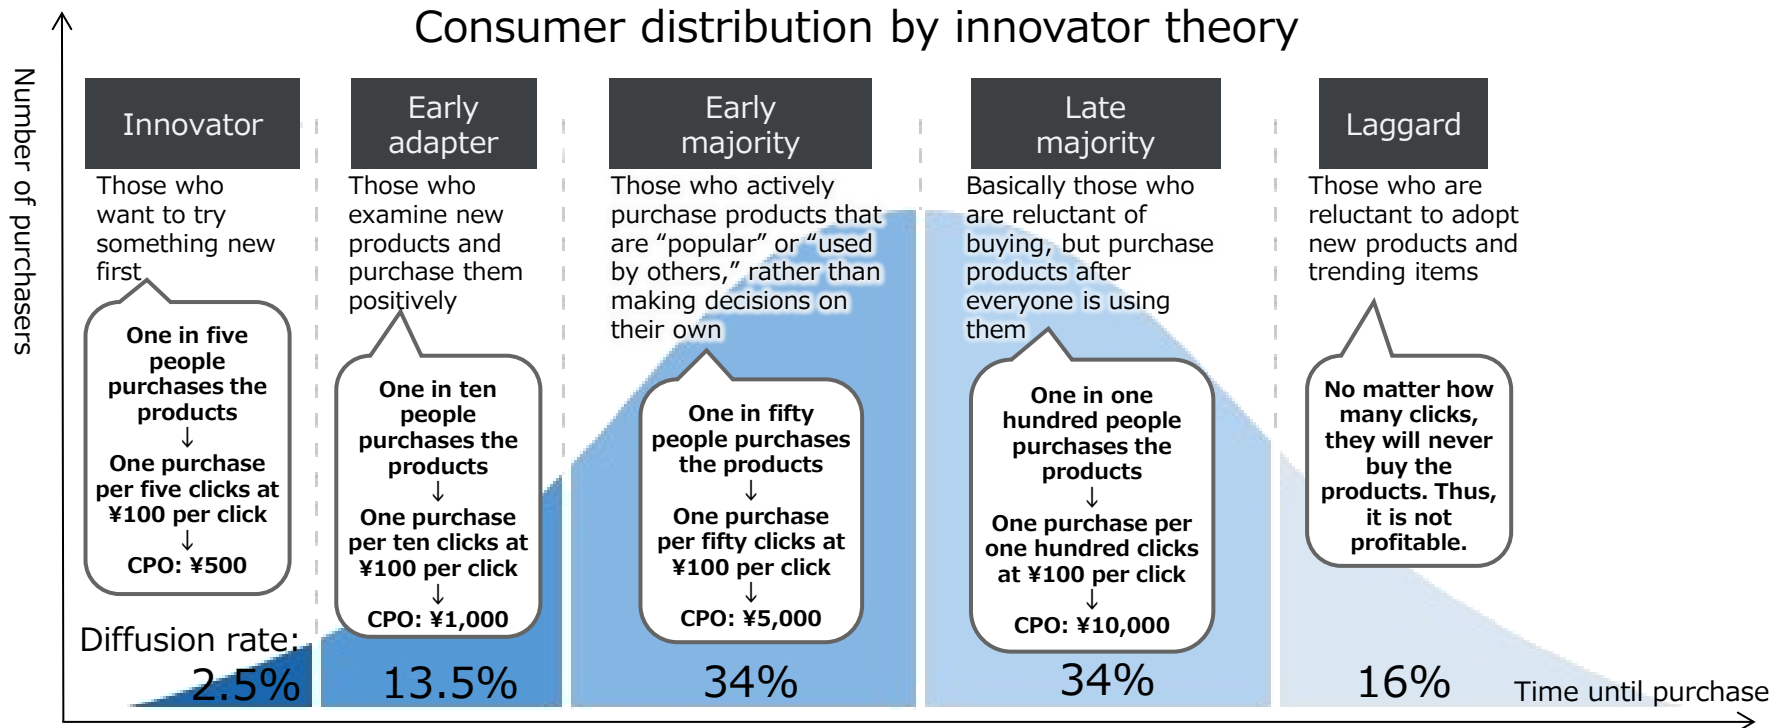 Consumer distribution by innovator theory
Number of purchasers
Innovator
Those who
want to try
something new
first
One in five
people
purchases the
products
↓
One purchase
per five clicks at
¥100 per click
↓
CPO: ¥500
Early
adapter
Those who
examine new
products and
purchase them
positively
One in ten
people
purchases the
products
↓
One purchase
per ten clicks at
¥100 per click
↓
CPO: ¥1,000
Early
majority
Those who actively
purchase products that
are “popular” or “used
by others,” rather than
making decisions on
their own
One in fifty
people purchases
the products
↓
One purchase
per fifty clicks at
¥100 per click
↓
CPO: ¥5,000
Late
majority
Basically those who
are reluctant of
buying, but purchase
products after
everyone is using
them
One in one
hundred people
purchases the
products
↓
One purchase per
one hundred clicks
at ¥100 per click
↓
CPO: ¥10,000
Laggard
Those who are
reluctant to adopt
new products and
trending items
No matter how
many clicks,
they will never
buy the
products. Thus,
it is not
profitable.
Diffusion rate:
2.5%
13.5%
34%
34%
16%
Time until purchase